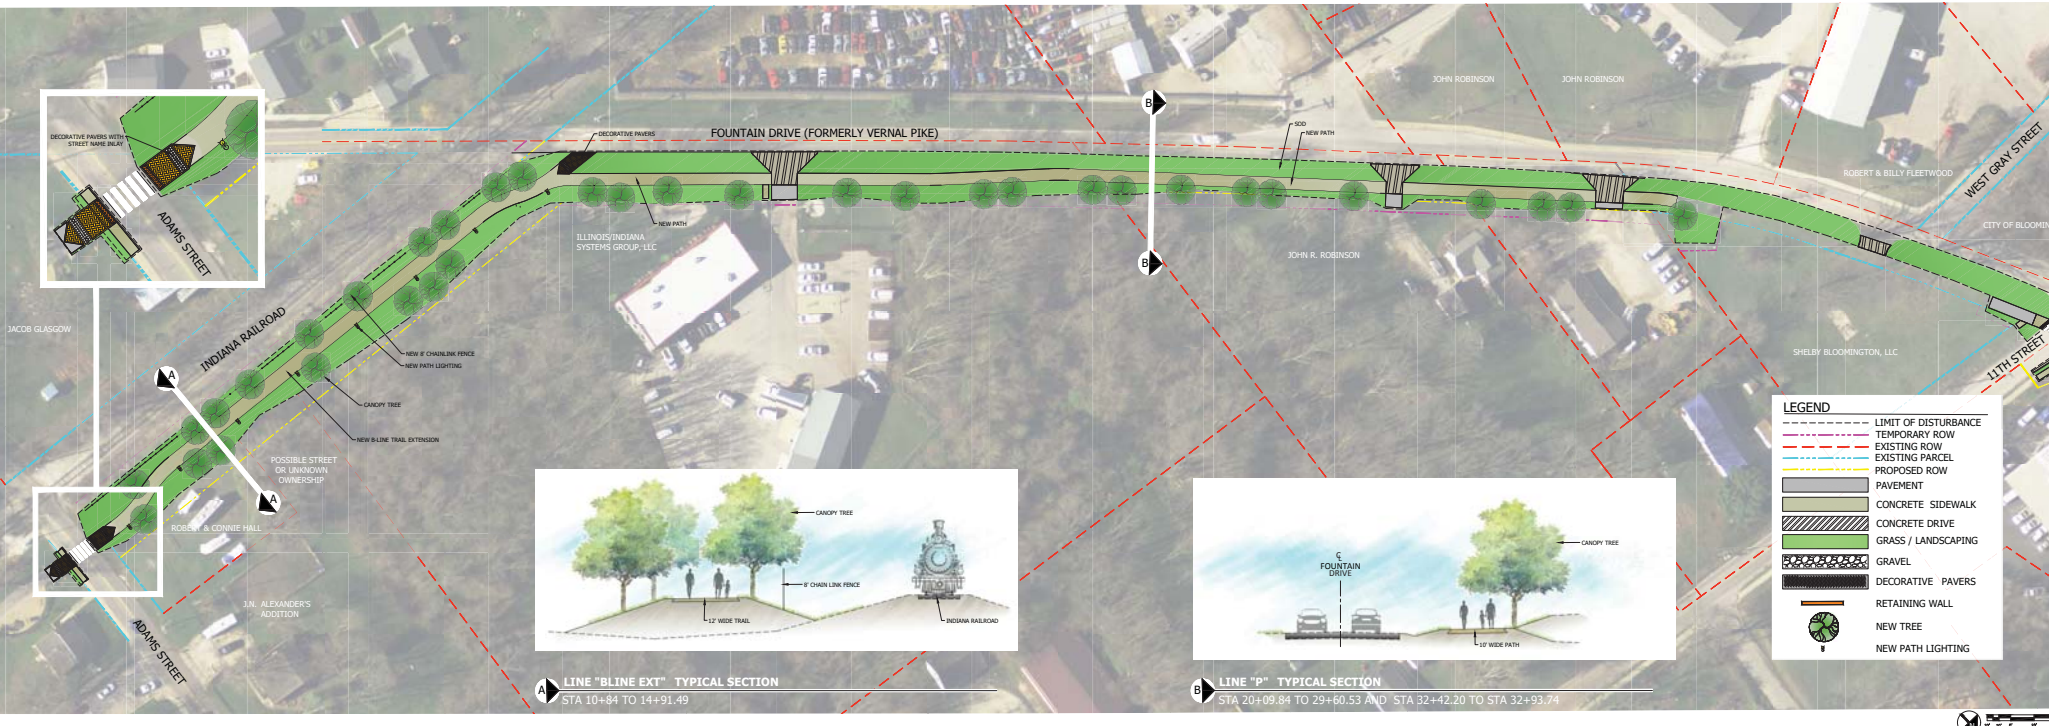 DECORATIVE PAVERS WITH
STREET NAME INLAY
ADAMS STREET
JACOB GLASGOW
INDIANA RAILROAD
A
A
POSSIBLE STREET
OR UNKNOWN
OWNERSHIP
ROBERT & CONNIE HALL
J.N. ALEXANDER'S
ADDITION
ADAMS STREET
DECORATIVE PAVERS
FOUNTAIN DRIVE (FORMERLY VERNAL PIKE)
NEW PATH
ILLINOIS/INDIANA
SYSTEMS GROUP, LLC
NEW 8' CHAINLINK FENCE
NEW PATH LIGHTING
CANOPY TREE
NEW B-LINE TRAIL EXTENSION
B
B
SOD
NEW PATH
JOHN ROBINSON
JOHN ROBINSON
JOHN R. ROBINSON
ROBERT & BILLY FLEETWOOD
WEST GRAY STREET
CITY OF BLOOMIN
SHELBY BLOOMINGTON, LLC
11TH STREET
CANOPY TREE
8' CHAIN LINK FENCE
12' WIDE TRAIL
INDIANA RAILROAD
A
LINE "BLINE EXT" TYPICAL SECTION
STA 10+84 TO 14+91.49
CL
FOUNTAIN
DRIVE
CANOPY TREE
10' WIDE PATH
B
LINE "P" TYPICAL SECTION
STA 20+09.84 TO 29+60.53 AND STA 32+42.20 TO STA 32+93.74
LEGEND
LIMIT OF DISTURBANCE
TEMPORARY ROW
EXISTING ROW
EXISTING PARCEL
PROPOSED ROW
PAVEMENT
CONCRETE SIDEWALK
CONCRETE DRIVE
GRASS / LANDSCAPING
GRAVEL
DECORATIVE PAVERS
RETAINING WALL
NEW TREE
NEW PATH LIGHTING